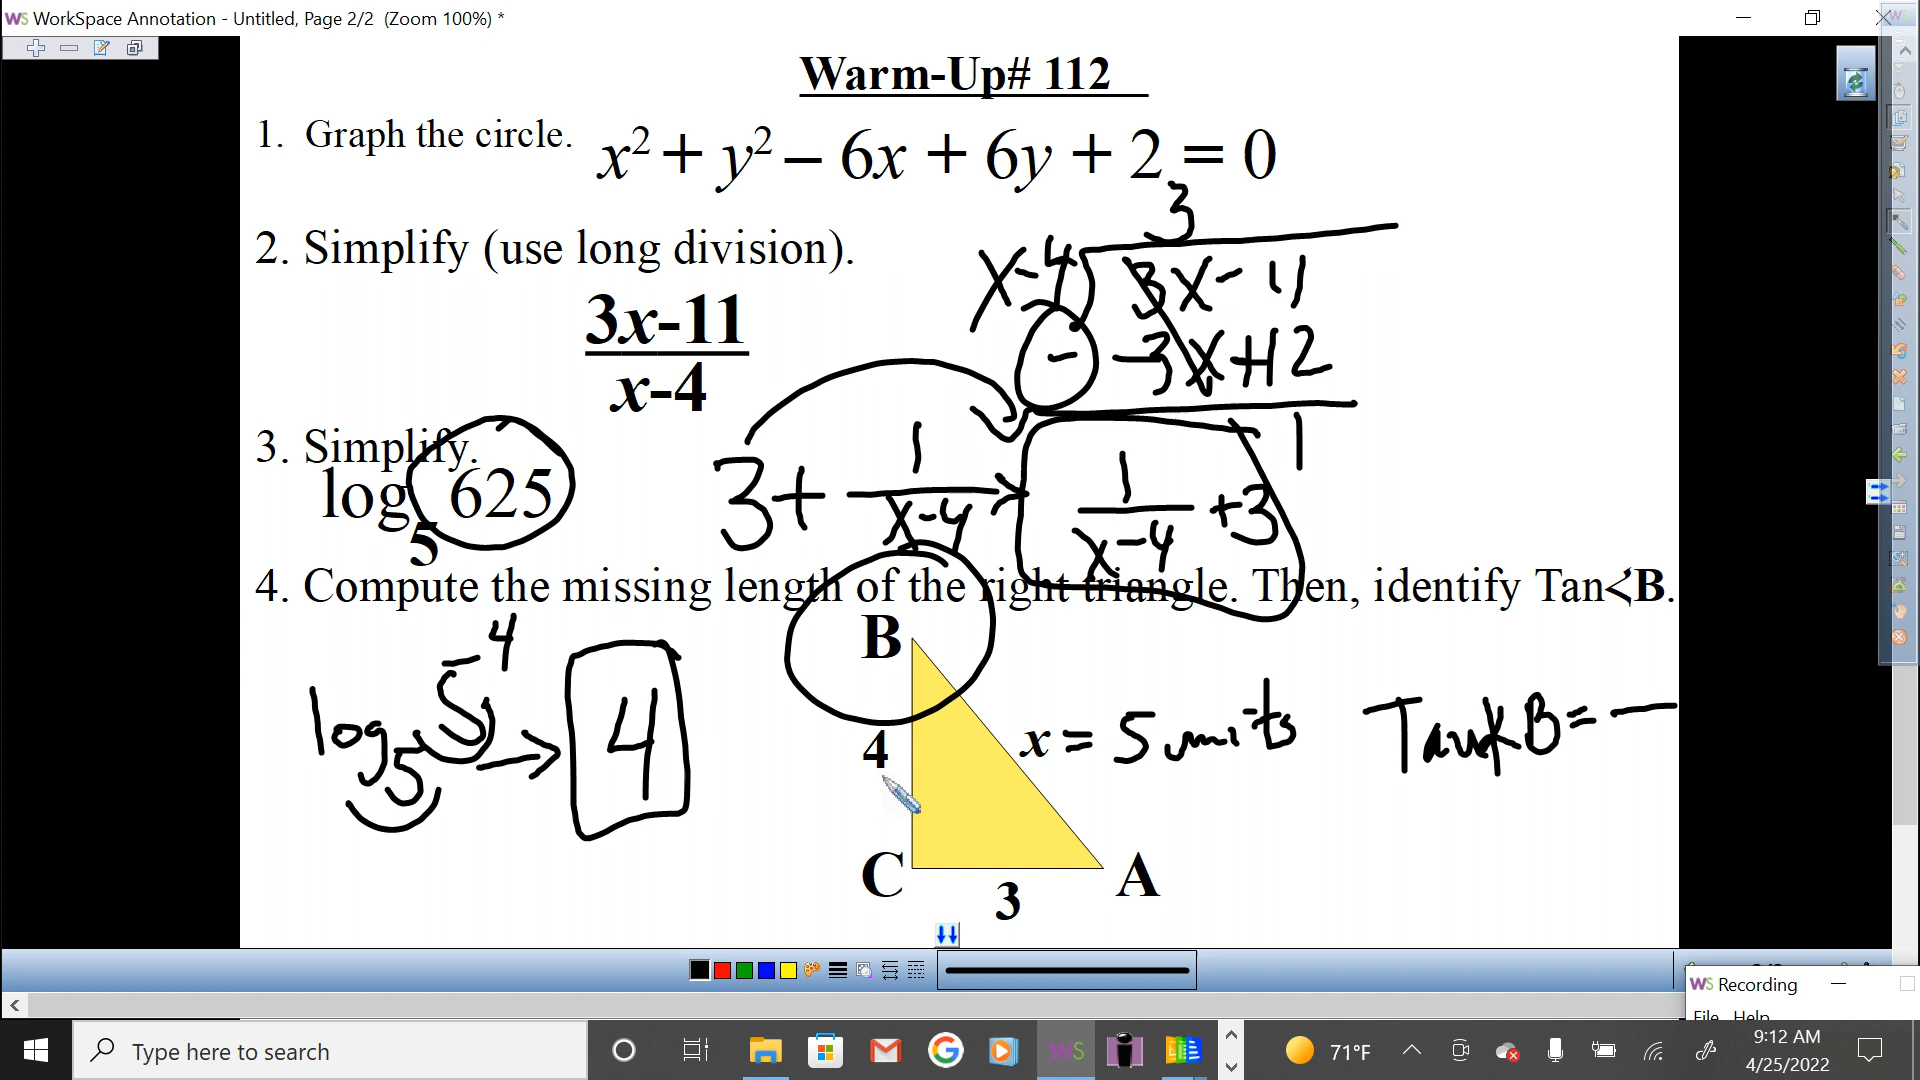 WS WorkSpace Annotation - Untitled, Page 2/2 (Zoom 100%) *
Warm-Up# 112
1. Graph the circle. x² + y² – 6x + 6y + 2 = 0
2. Simplify (use long division).
3
x-4 3x - 11
3x-11
x-4
- -3x+12
1
3. Simplify.
log₅ 625
3 + 1/(x-4) → 1/(x-4) + 3
4. Compute the missing length of the right triangle. Then, identify Tan<B.
log₅ 5⁴ → 4
B
4
x = 5 units
Tan<B = —
C
A
3
WS Recording
File Help
Type here to search
WS
71°F
9:12 AM
4/25/2022